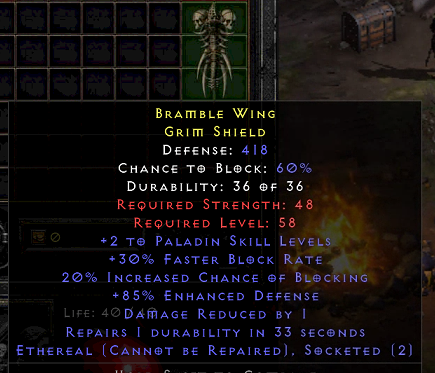 Bramble Wing
Grim Shield
Defense: 418
Chance to Block: 60%
Durability: 36 of 36
Required Strength: 48
Required Level: 58
+2 to Paladin Skill Levels
+30% Faster Block Rate
20% Increased Chance of Blocking
+85% Enhanced Defense
Life:
Damage Reduced by 1
Repairs 1 durability in 33 seconds
Ethereal (Cannot be Repaired), Socketed (2)